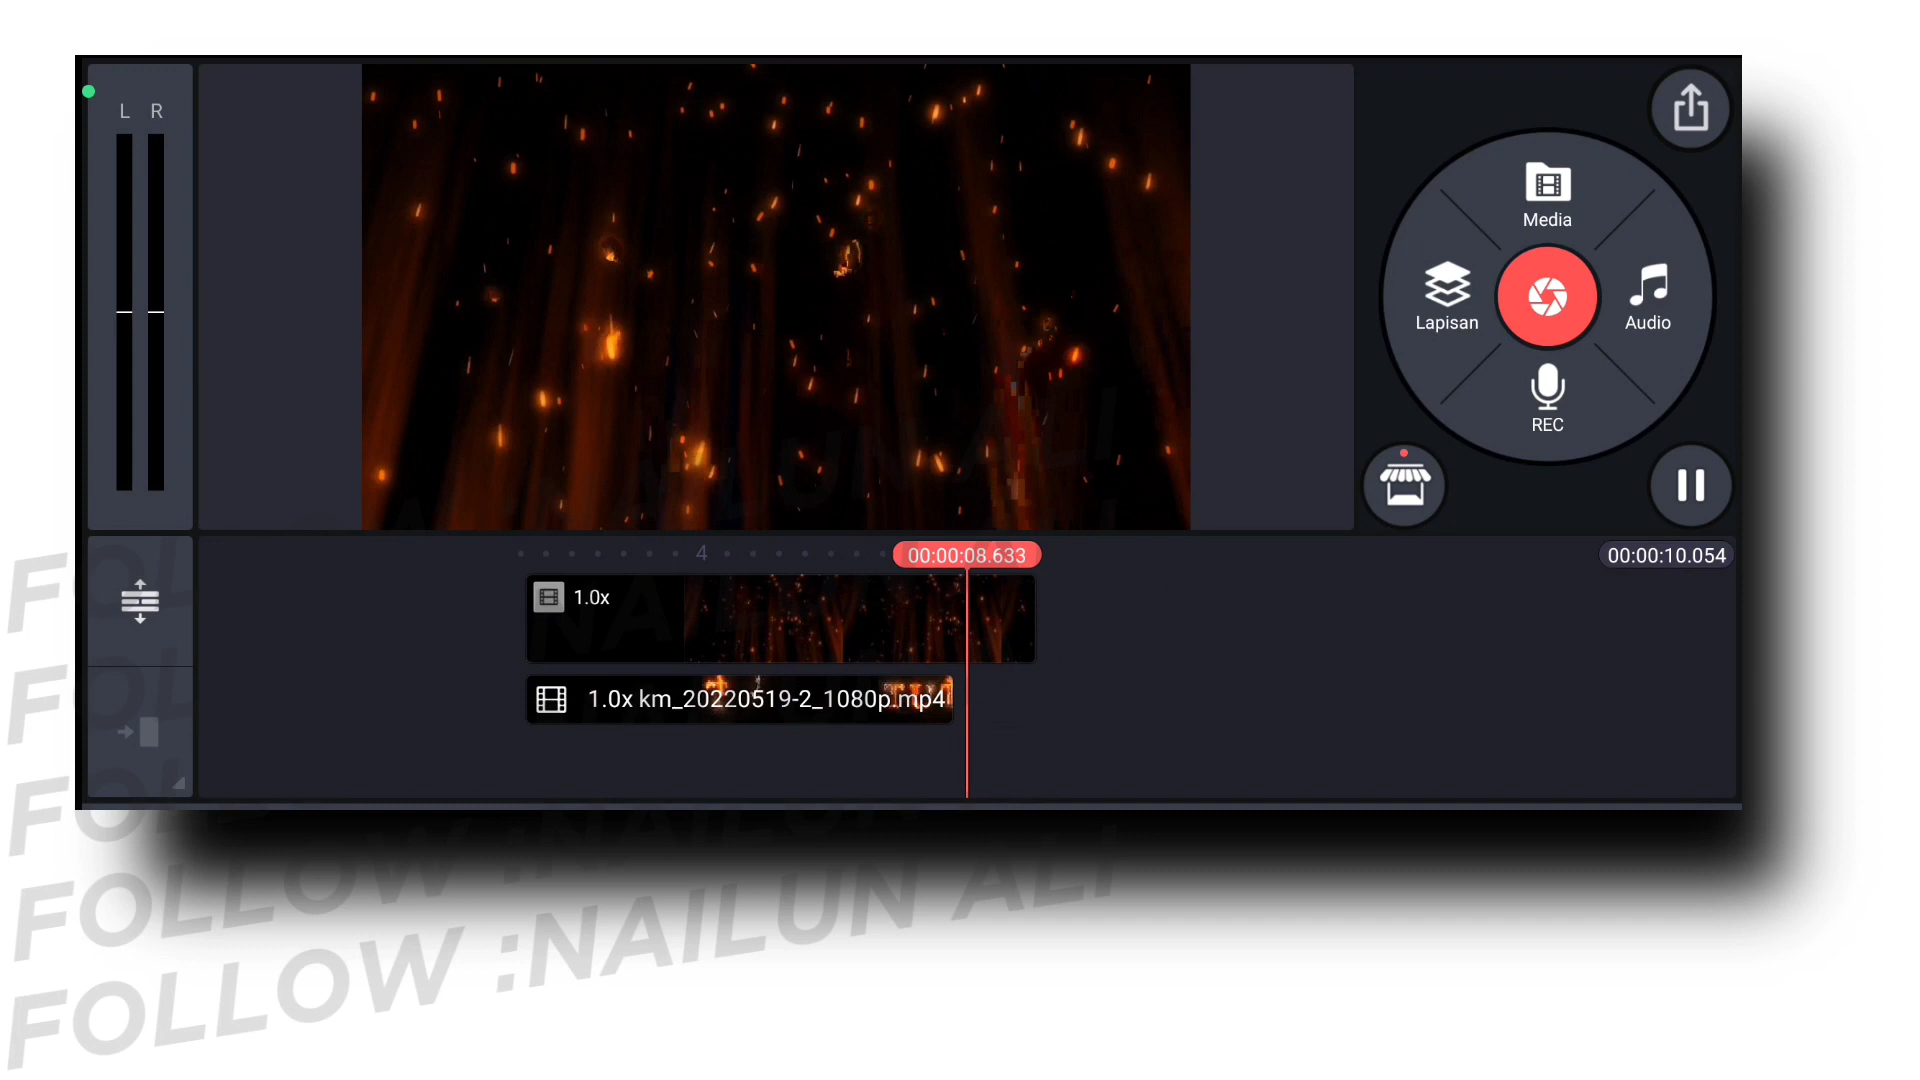 L R
Media
Lapisan
Audio
REC
4
00:00:08.633
00:00:10.054
1.0x
1.0x km_20220519-2_1080p.mp4
FOLLOW :NAILUN ALI
FOLLOW :NAILUN ALI